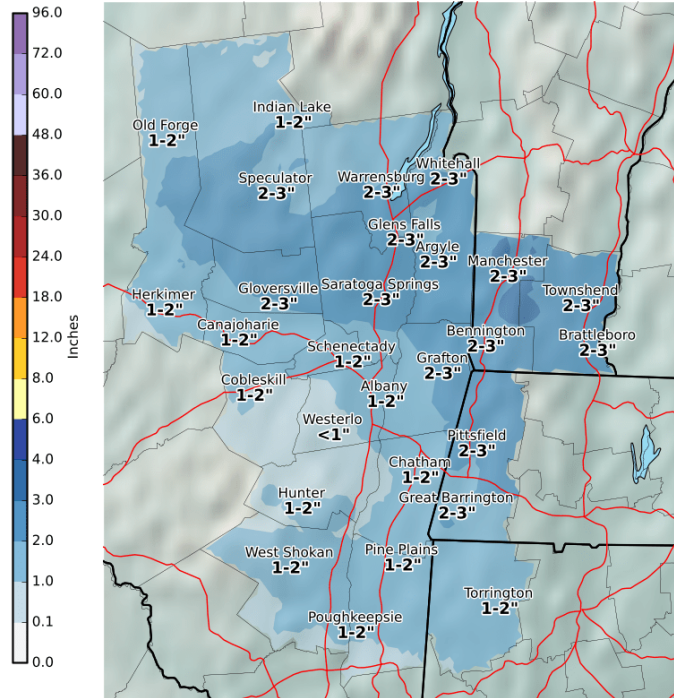 96.0
72.0
60.0
48.0
36.0
30.0
24.0
18.0
12.0
8.0
6.0
4.0
3.0
2.0
1.0
0.1
0.0
Inches
Indian Lake
1-2"
Old Forge
1-2"
Speculator
2-3"
Warrensburg
2-3"
Whitehall
2-3"
Glens Falls
2-3"
Argyle
2-3"
Manchester
2-3"
Herkimer
1-2"
Gloversville
2-3"
Saratoga Springs
2-3"
Townshend
2-3"
Canajoharie
1-2"
Schenectady
1-2"
Bennington
2-3"
Brattleboro
2-3"
Grafton
2-3"
Cobleskill
1-2"
Albany
1-2"
Westerlo
<1"
Pittsfield
2-3"
Chatham
1-2"
Hunter
1-2"
Great Barrington
2-3"
West Shokan
1-2"
Pine Plains
1-2"
Torrington
1-2"
Poughkeepsie
1-2"